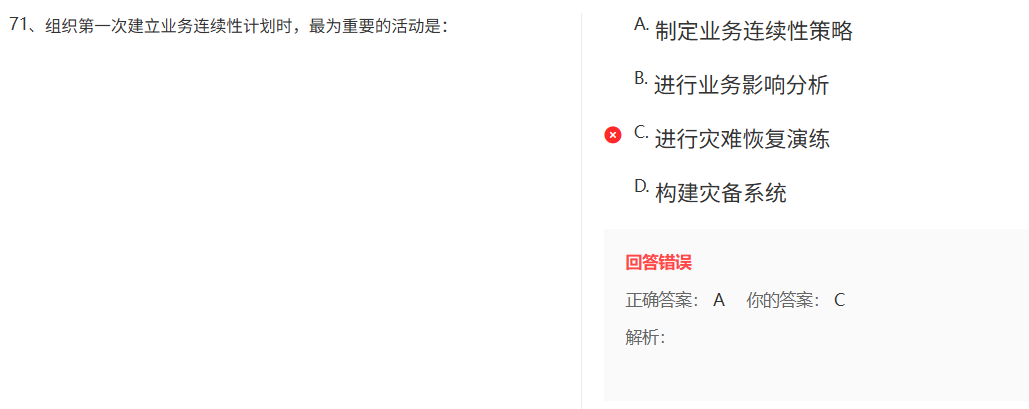 71、组织第一次建立业务连续性计划时，最为重要的活动是：
A. 制定业务连续性策略
B. 进行业务影响分析
C. 进行灾难恢复演练
D. 构建灾备系统
回答错误
正确答案： A 你的答案： C
解析：